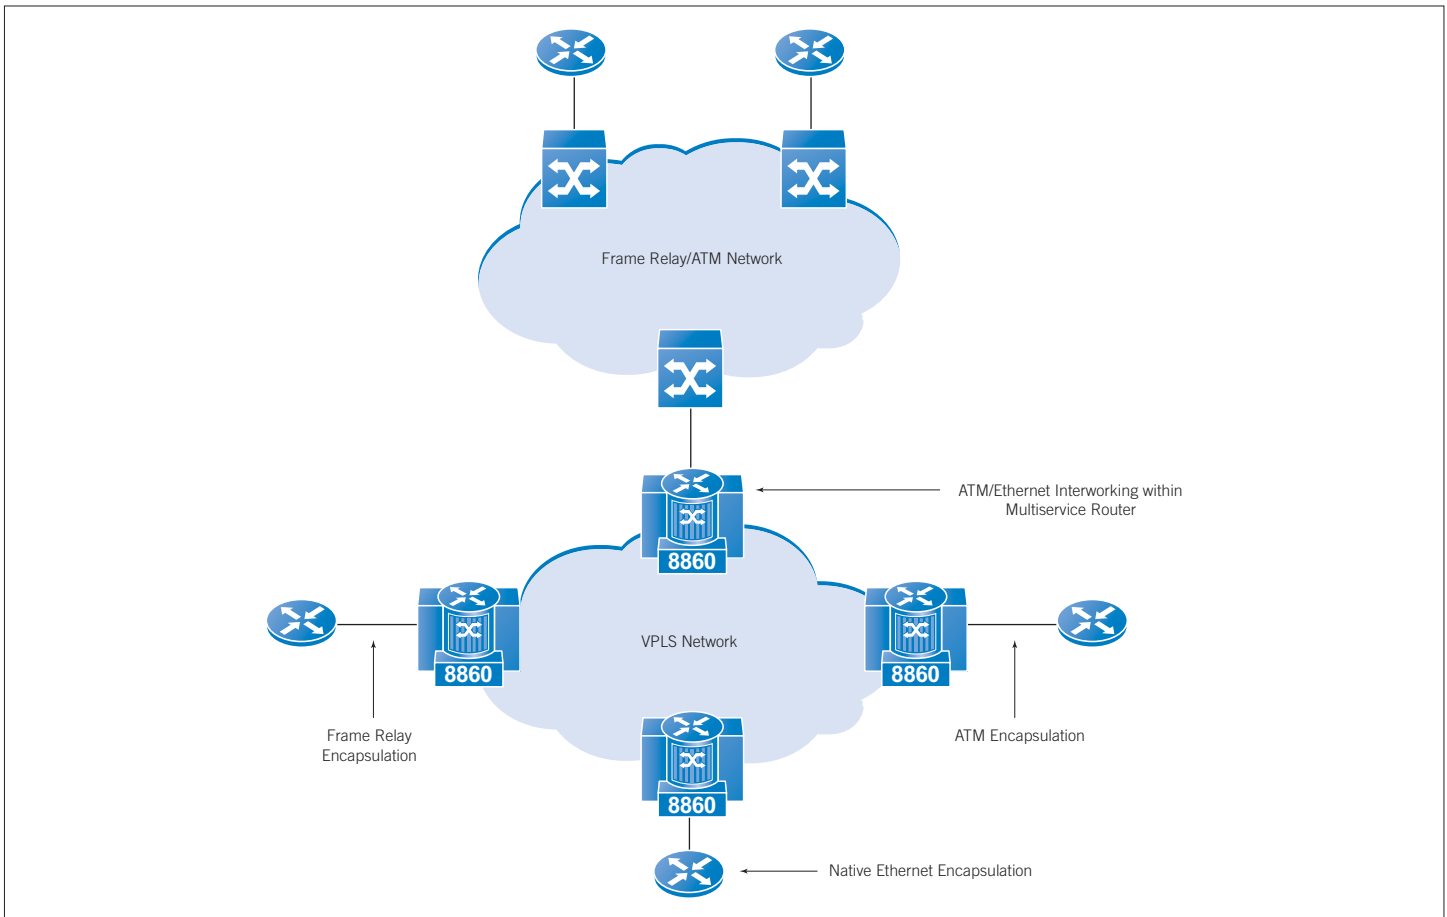 Frame Relay/ATM Network
ATM/Ethernet Interworking within
Multiservice Router
8860
VPLS Network
8860
8860
Frame Relay
Encapsulation
ATM Encapsulation
8860
Native Ethernet Encapsulation